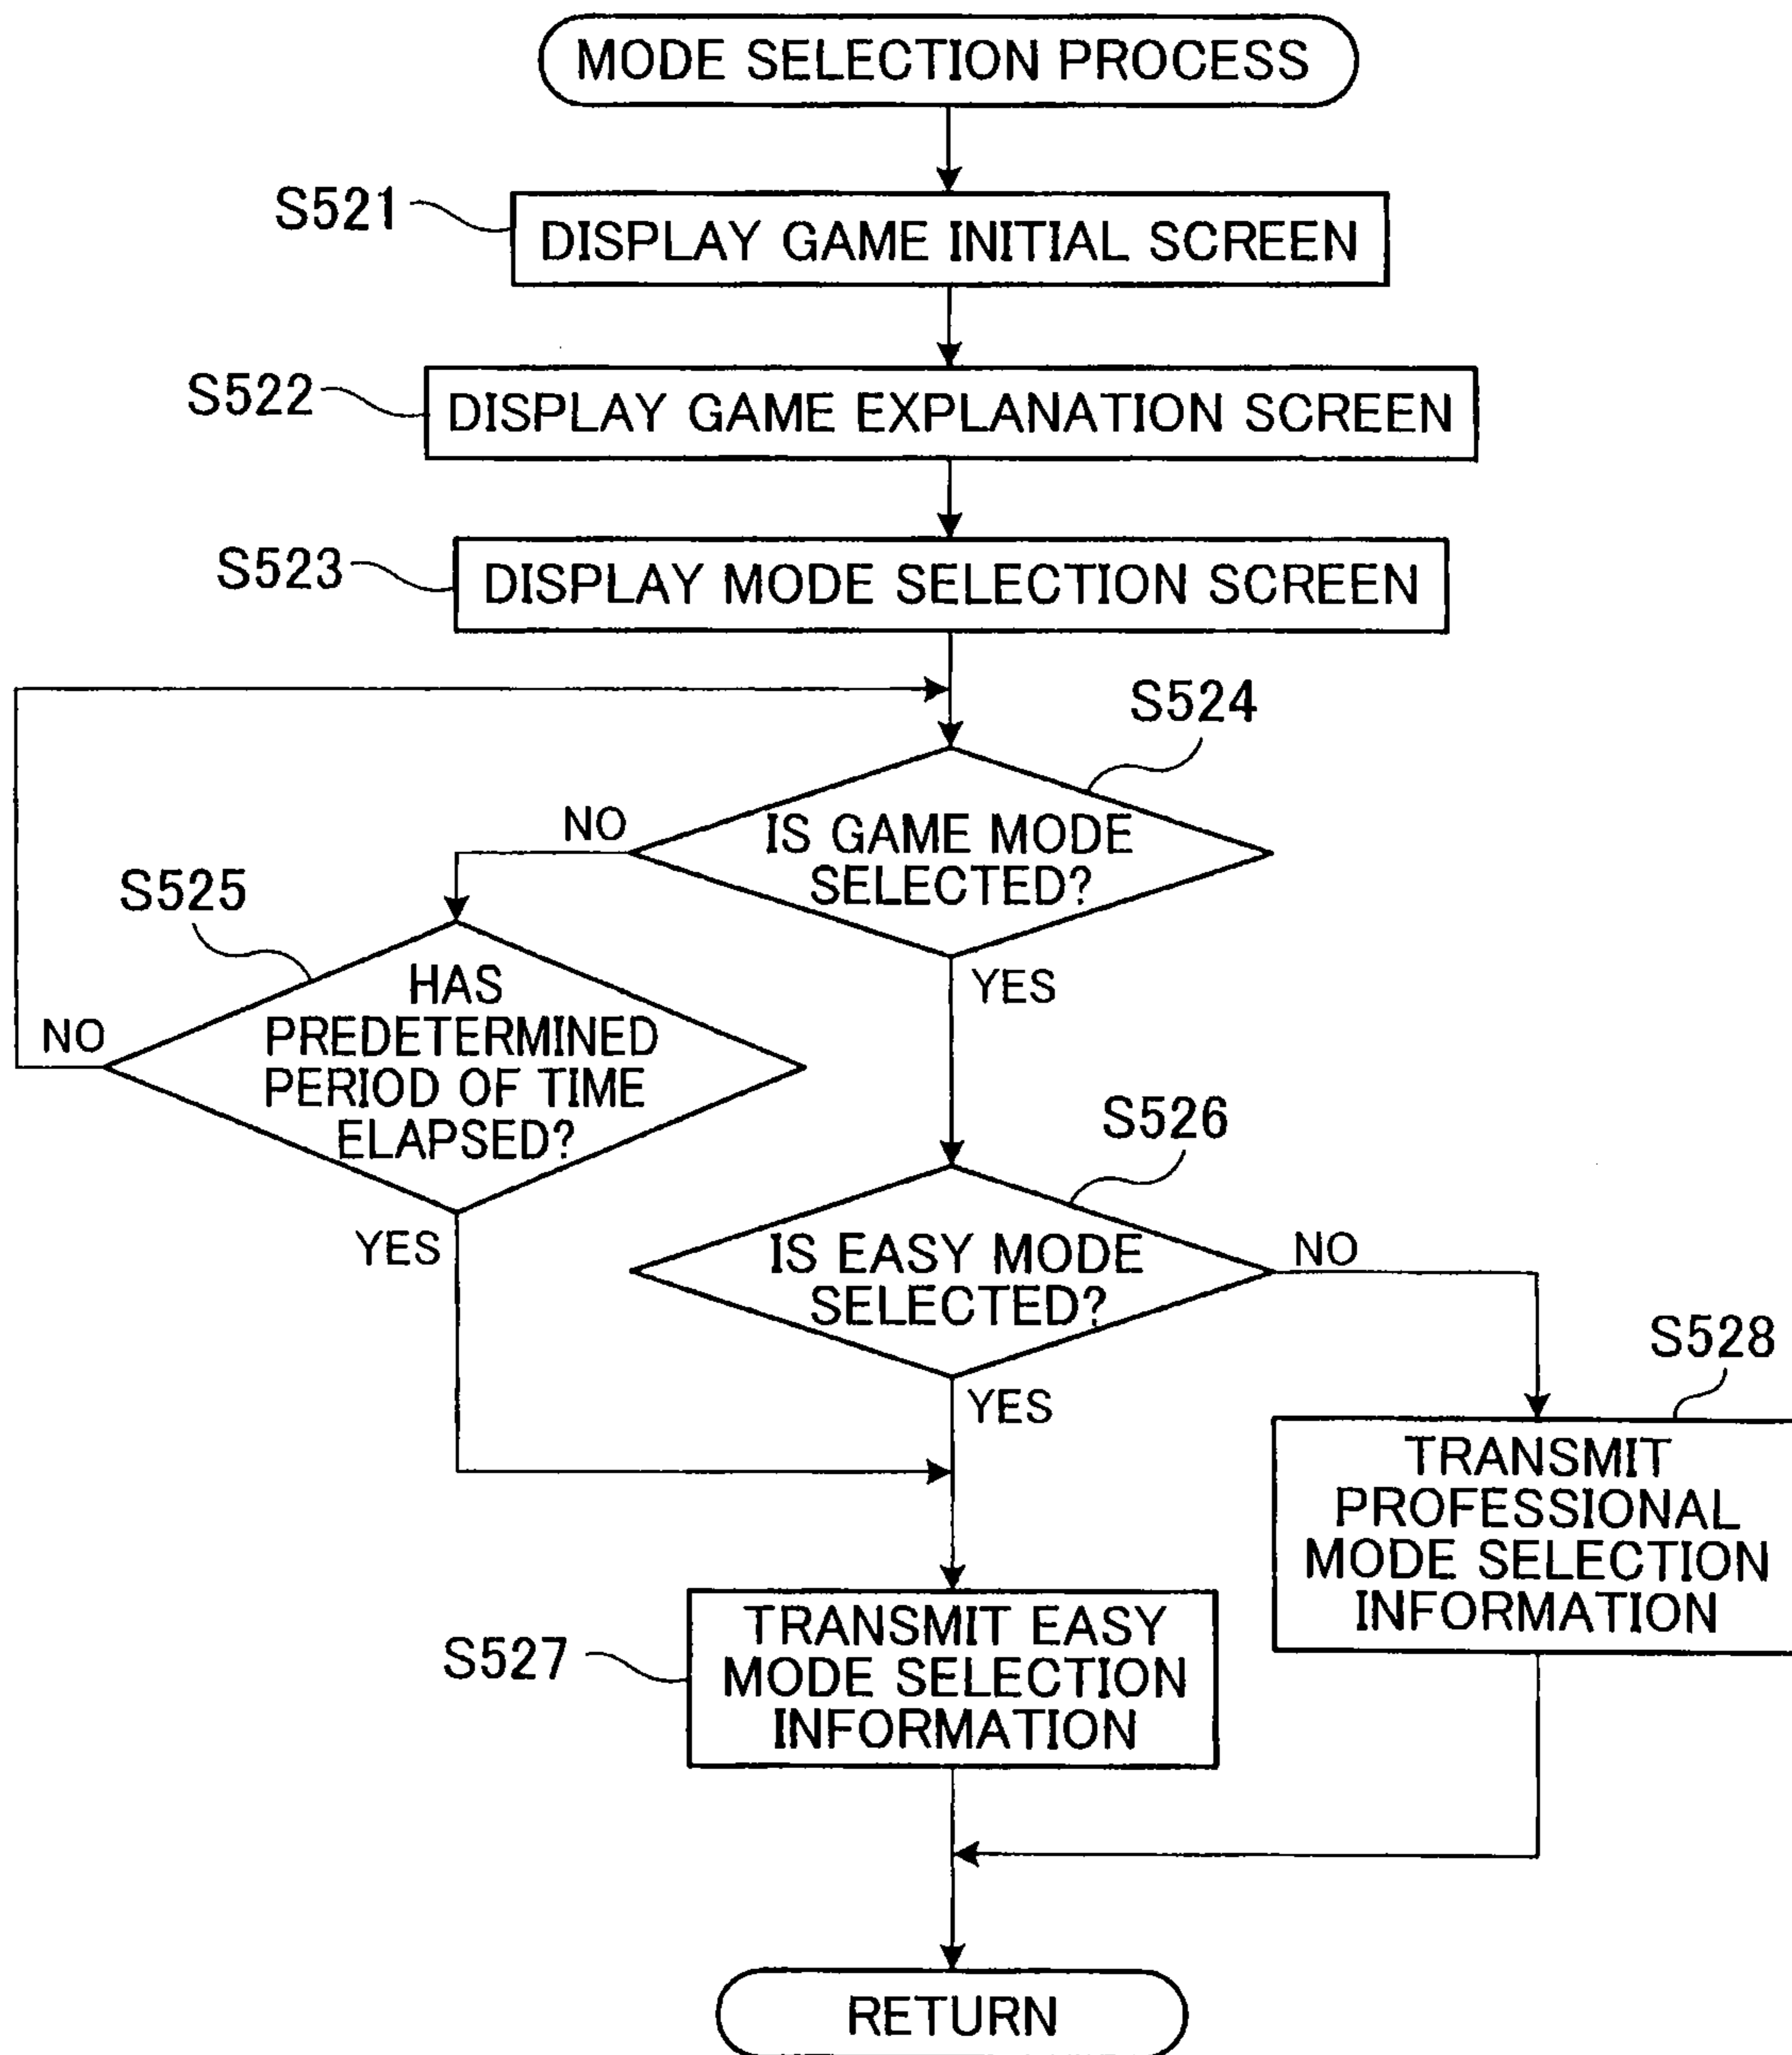 MODE SELECTION PROCESS
S521
DISPLAY GAME INITIAL SCREEN
S522
DISPLAY GAME EXPLANATION SCREEN
S523
DISPLAY MODE SELECTION SCREEN
S524
IS GAME MODE
SELECTED?
NO
YES
S525
HAS
PREDETERMINED
PERIOD OF TIME
ELAPSED?
NO
YES
S526
IS EASY MODE
SELECTED?
NO
YES
S528
TRANSMIT
PROFESSIONAL
MODE SELECTION
INFORMATION
S527
TRANSMIT EASY
MODE SELECTION
INFORMATION
RETURN